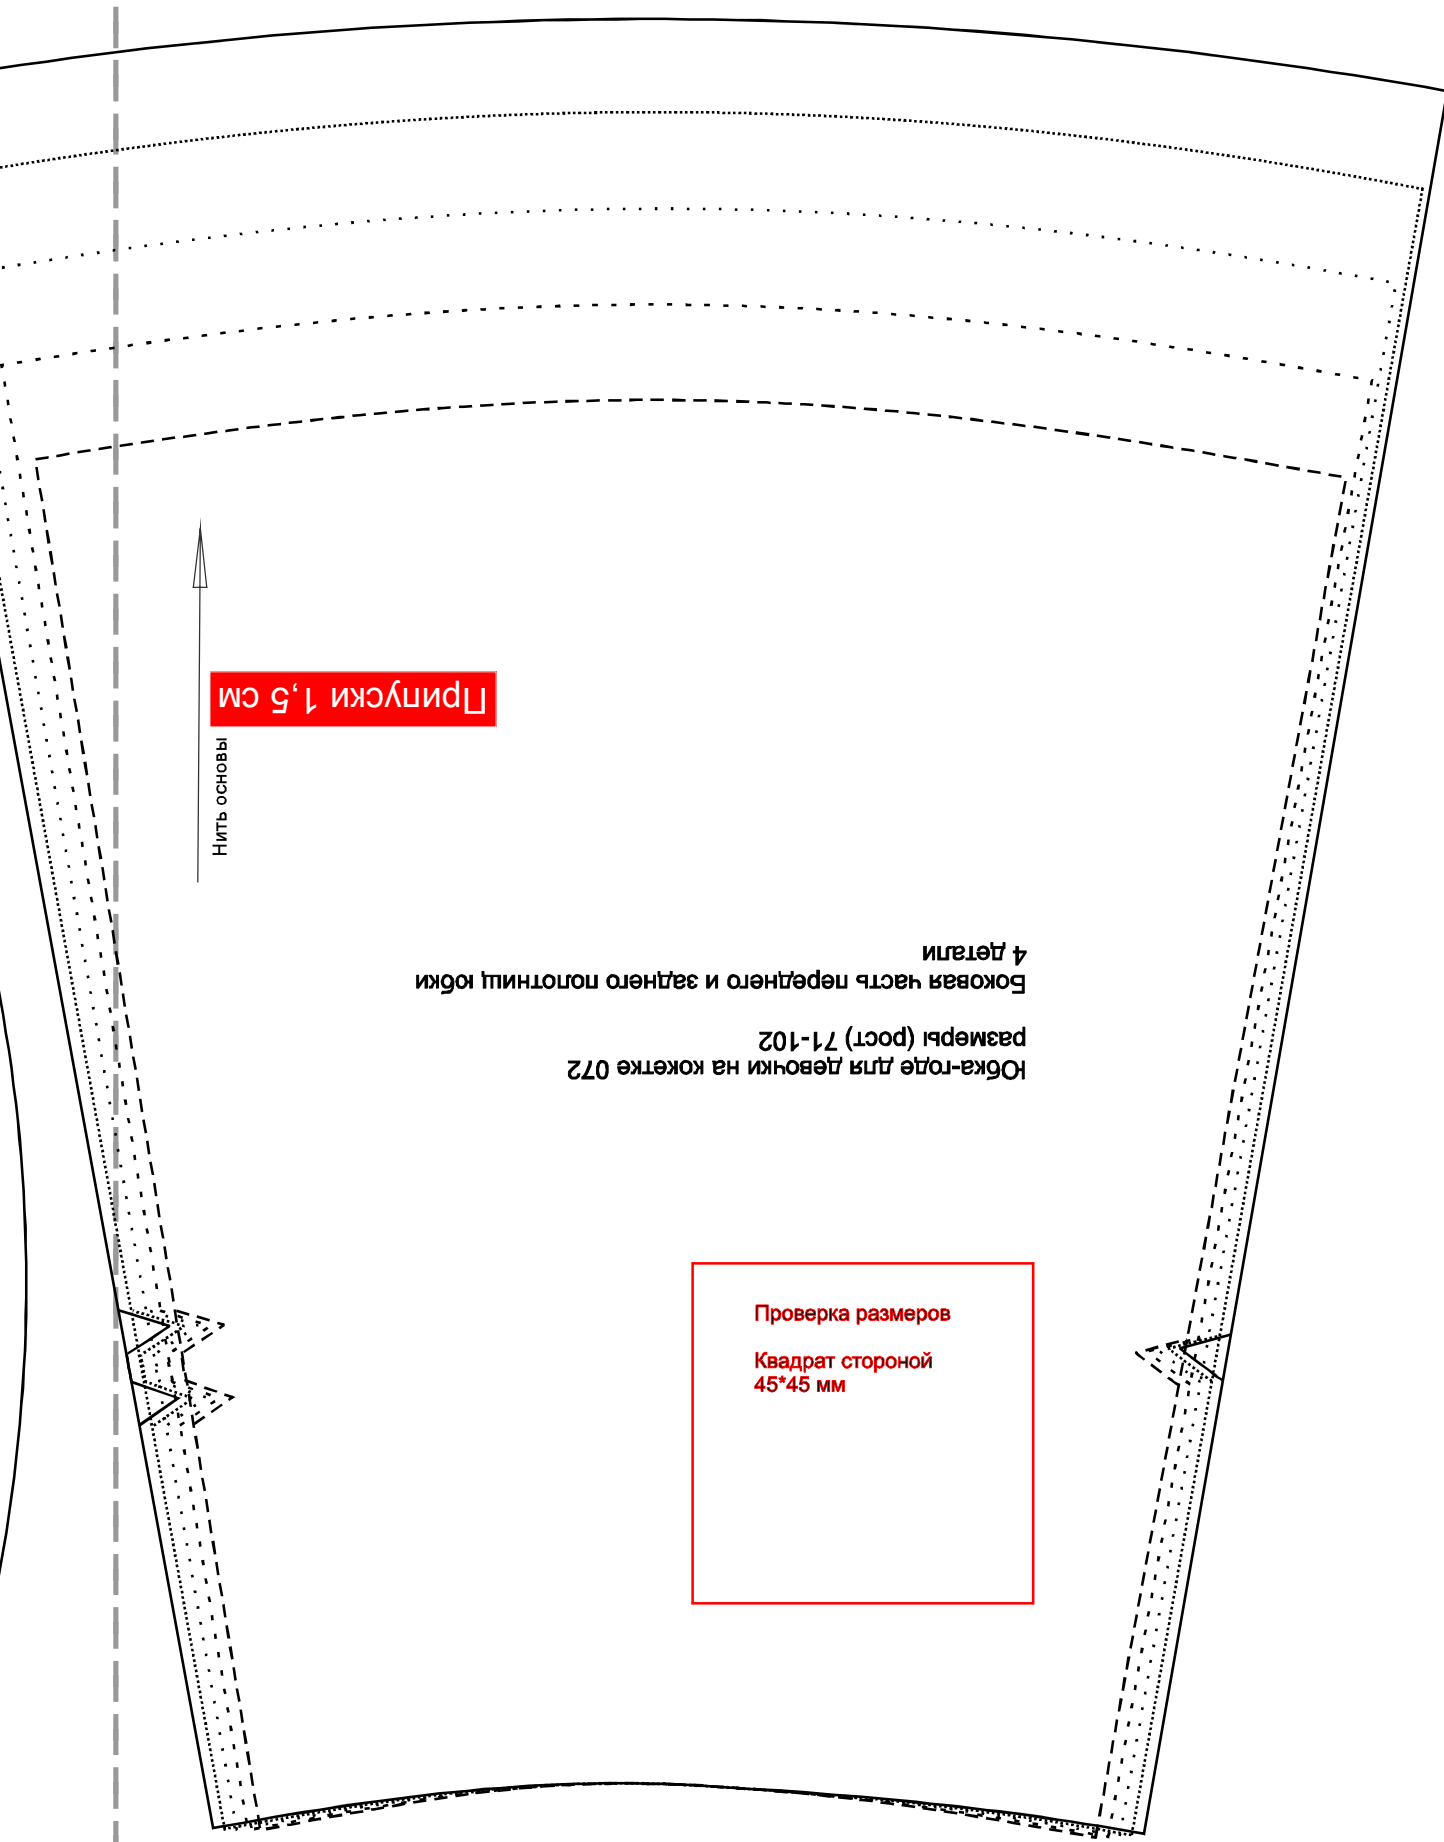 Припуски 1,5 см
Нить основы
Юбка-годе для девочки на кокетке 072
размеры (рост) 71-102
Боковая часть переднего и заднего полотнищ юбки
4 детали
Проверка размеров
Квадрат стороной
45*45 мм